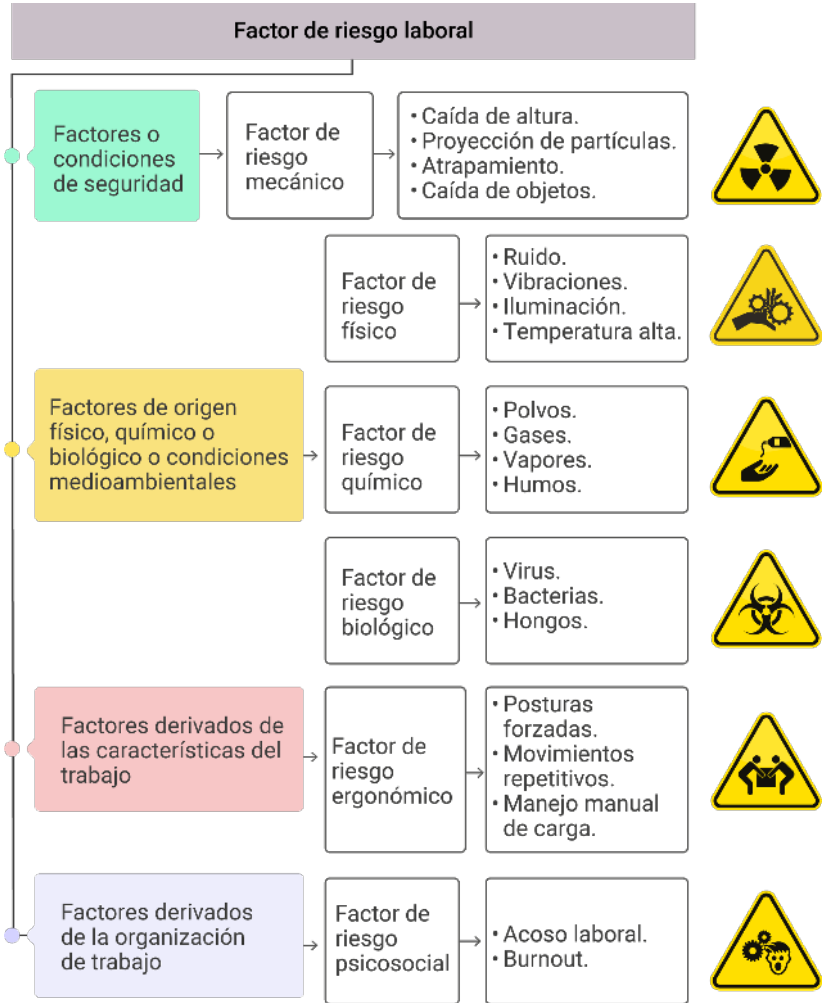 Factor de riesgo laboral
Factores o
condiciones
de seguridad
Factor de
riesgo
mecánico
• Caída de altura.
• Proyección de partículas.
• Atrapamiento.
• Caída de objetos.
Factor de
riesgo
físico
• Ruido.
• Vibraciones.
• Iluminación.
• Temperatura alta.
Factores de origen
físico, químico o
biológico o condiciones
medioambientales
Factor de
riesgo
químico
• Polvos.
• Gases.
• Vapores.
• Humos.
Factor de
riesgo
biológico
• Virus.
• Bacterias.
• Hongos.
Factores derivados de
las características del
trabajo
Factor de
riesgo
ergonómico
• Posturas
forzadas.
• Movimientos
repetitivos.
• Manejo manual
de carga.
Factores derivados
de la organización
de trabajo
Factor de
riesgo
psicosocial
• Acoso laboral.
• Burnout.